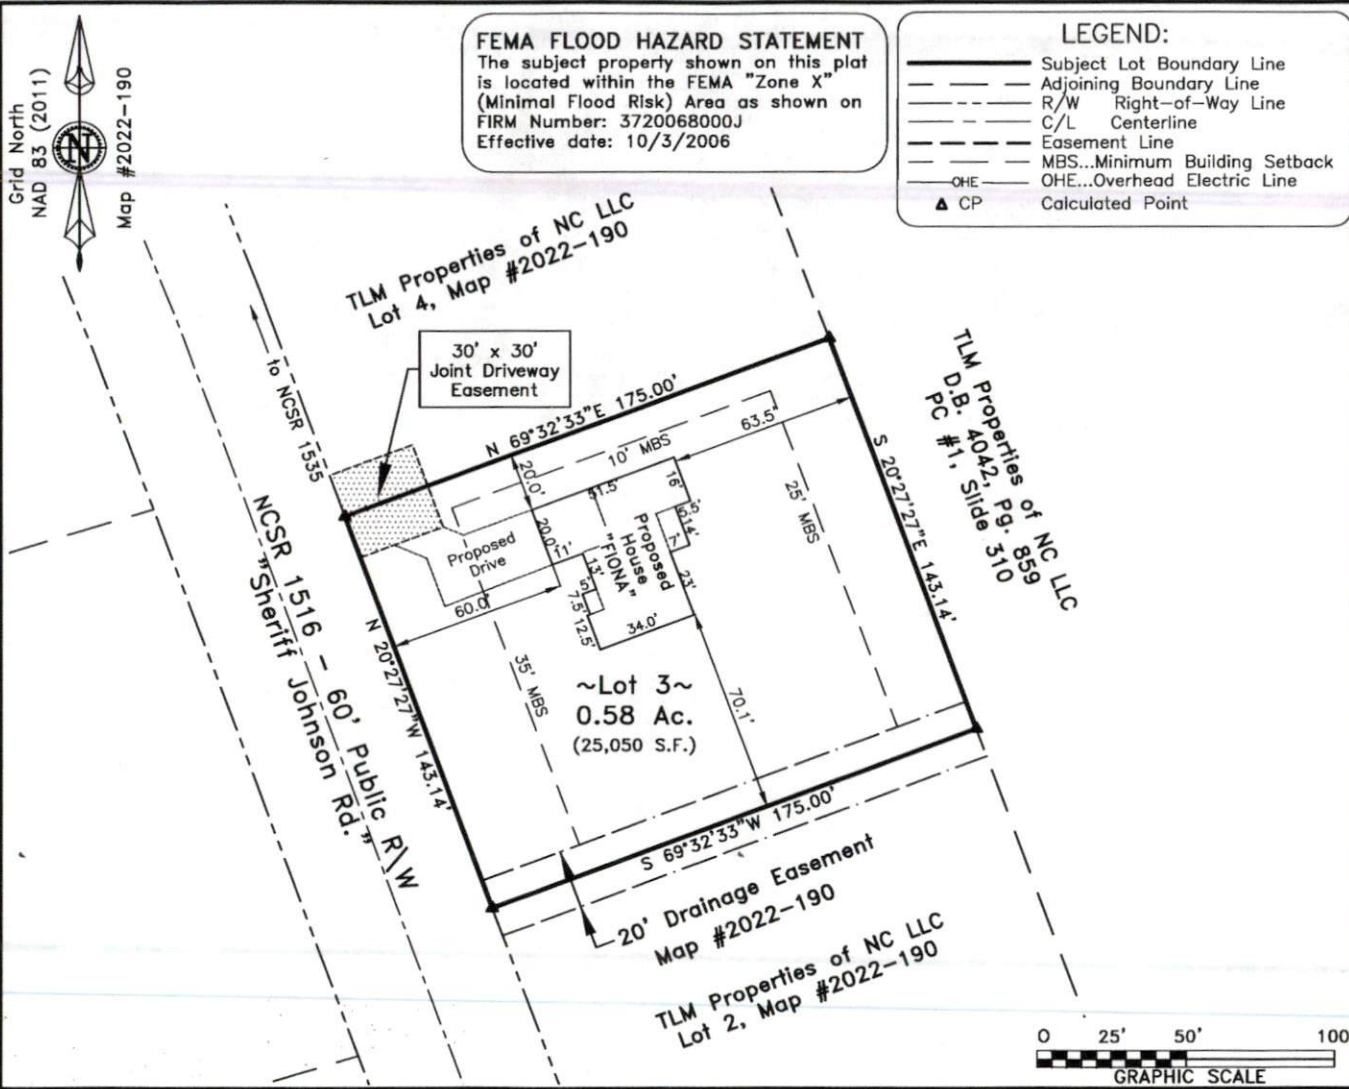 Grid North
NAD 83 (2011)
Map #2022-190
N
FEMA FLOOD HAZARD STATEMENT
The subject property shown on this plat
is located within the FEMA "Zone X"
(Minimal Flood Risk) Area as shown on
FIRM Number: 3720068000J
Effective date: 10/3/2006
LEGEND:
Subject Lot Boundary Line
Adjoining Boundary Line
R/W Right-of-Way Line
C/L Centerline
Easement Line
MBS...Minimum Building Setback
OHE OHE...Overhead Electric Line
CP Calculated Point
TLM Properties of NC LLC
Lot 4, Map #2022-190
30' x 30'
Joint Driveway
Easement
to NCSR 1535
N 69°32'33"E 175.00'
10' MBS
63.5'
20.0'
51.5'
16'
6.5'
14'
7'
23'
20.0'
11'
13'
5'
7.5'
12.5'
34.0'
Proposed
House
"FIONA"
Proposed
Drive
60.0'
25' MBS
35' MBS
70.1'
S 20°27'27"E 143.14'
TLM Properties of NC LLC
D.B. 4042, Pg. 859
PC #1, Slide 310
NCSR 1516 - 60' Public R\W
"Sheriff Johnson Rd."
N 20°27'27"W 143.14'
~Lot 3~
0.58 Ac.
(25,050 S.F.)
S 69°32'33"W 175.00'
20' Drainage Easement
Map #2022-190
TLM Properties of NC LLC
Lot 2, Map #2022-190
0 25' 50' 100
GRAPHIC SCALE